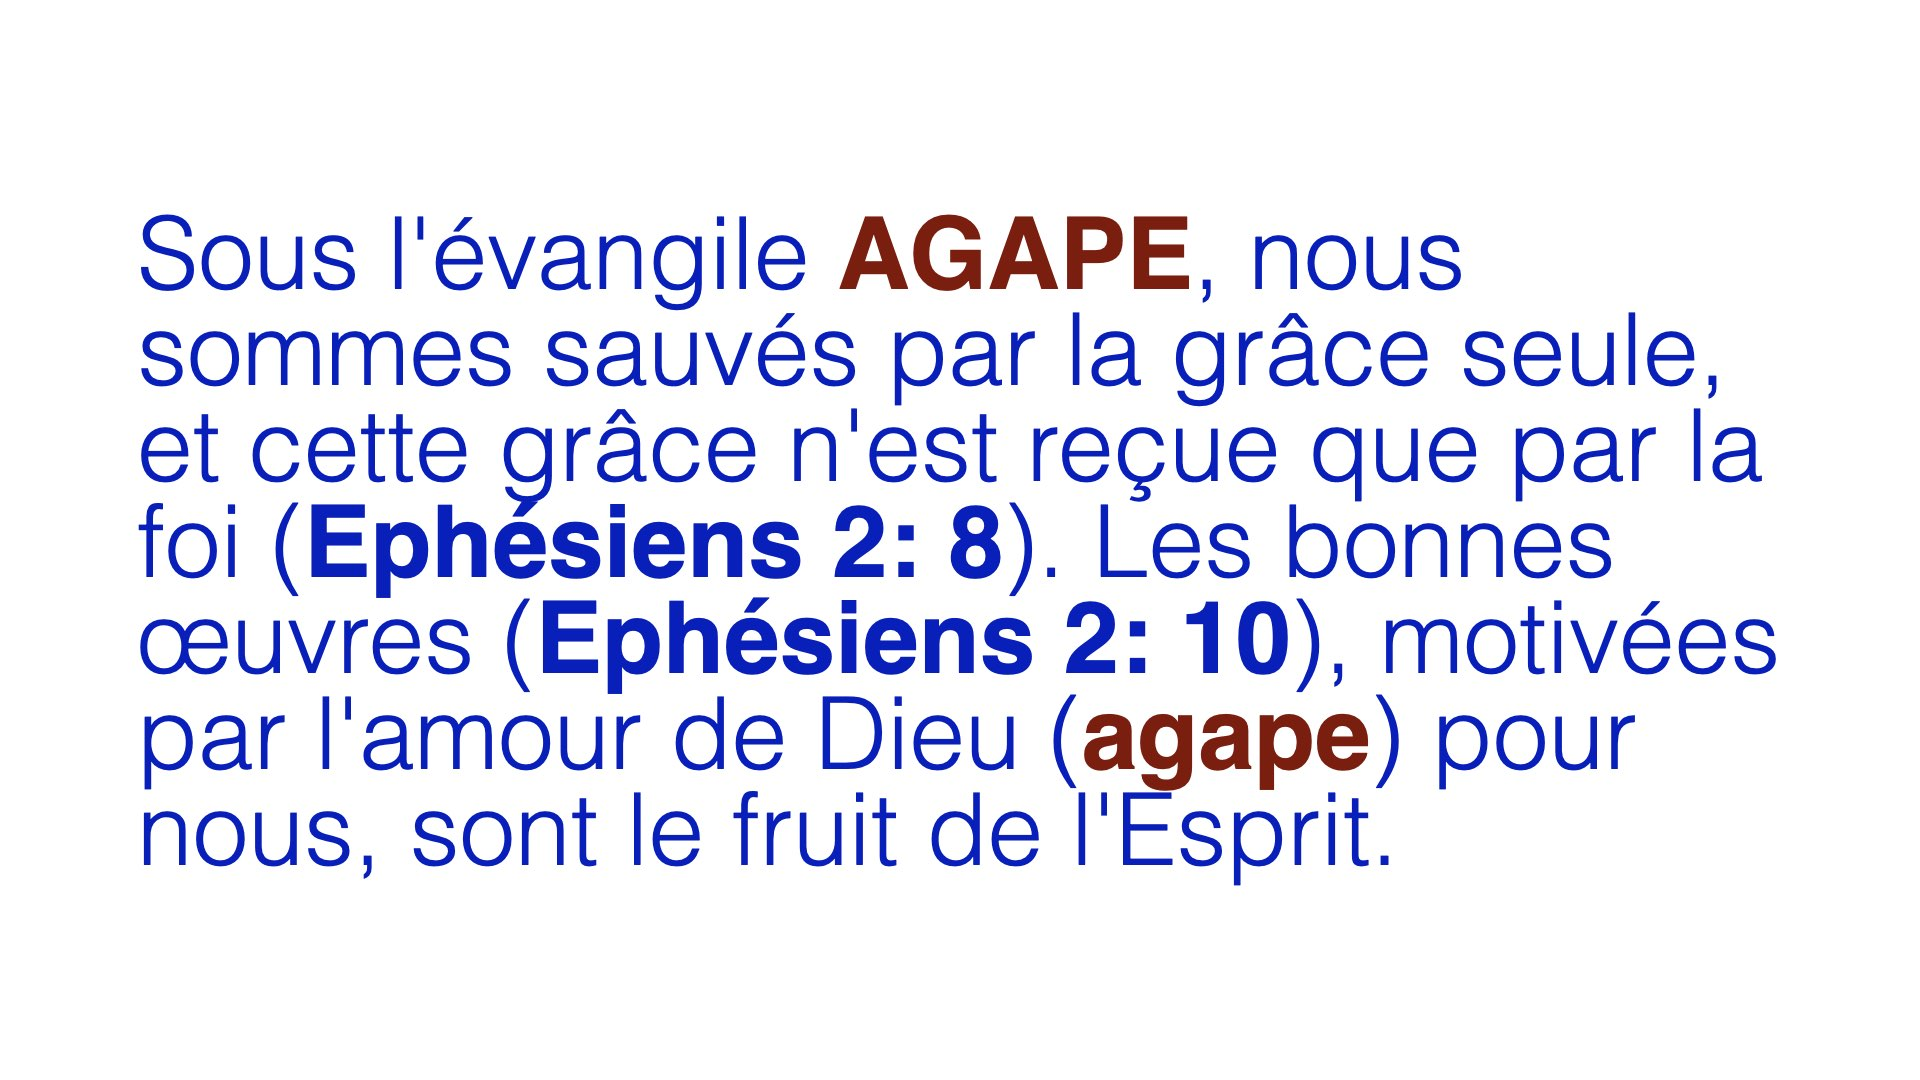 Sous l'évangile AGAPE, nous
sommes sauvés par la grâce seule,
et cette grâce n'est reçue que par la
foi (Ephésiens 2: 8). Les bonnes
œuvres (Ephésiens 2: 10), motivées
par l'amour de Dieu (agape) pour
nous, sont le fruit de l'Esprit.